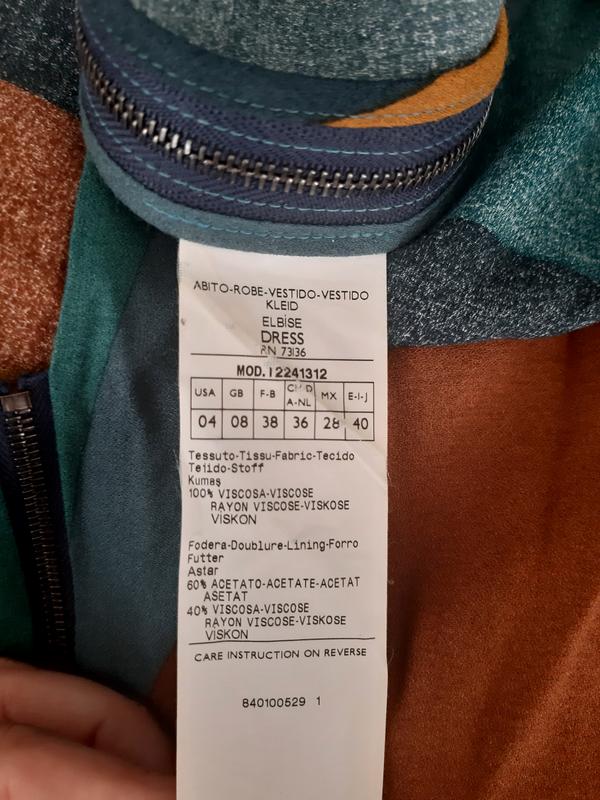 ABITO-ROBE-VESTIDO-VESTIDO
KLEID
ELBİSE
DRESS
RN 73136
MOD. 12241312
USA GB F-B CH-D A-NL MX E-I-J
04 08 38 36 28 40
Tessuto-Tissu-Fabric-Tecido
Tejido-Stoff
Kumaş
100% VISCOSA-VISCOSE
RAYON VISCOSE-VISKOSE
VISKON
Fodera-Doublure-Lining-Forro
Futter
Astar
60% ACETATO-ACETATE-ACETAT
ASETAT
40% VISCOSA-VISCOSE
RAYON VISCOSE-VISKOSE
VISKON
CARE INSTRUCTION ON REVERSE
840100529 1